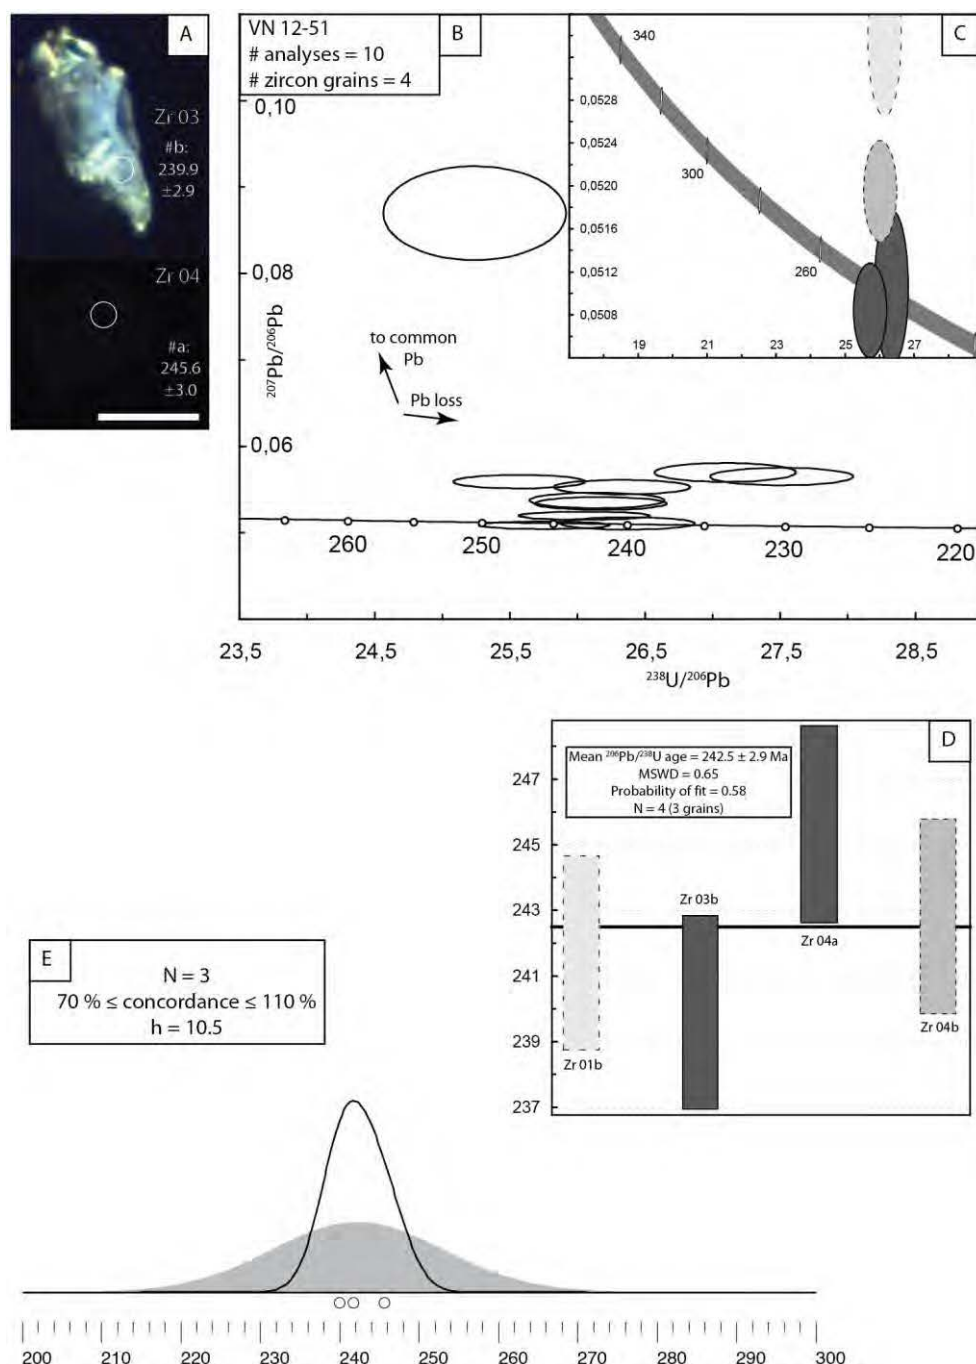 A
Zr 03
#b:
239.9
±2.9
Zr 04
#a:
245.6
±3.0
VN 12-51
# analyses = 10
# zircon grains = 4
B
0,10
0,08
0,06
²⁰⁷Pb/²⁰⁶Pb
to common
Pb
Pb loss
260 250 240 230 220
23,5 24,5 25,5 26,5 27,5 28,5
²³⁸U/²⁰⁶Pb
C
340
300
260
0,0528
0,0524
0,0520
0,0516
0,0512
0,0508
19 21 23 25 27
D
Mean ²⁰⁶Pb/²³⁸U age = 242.5 ± 2.9 Ma
MSWD = 0.65
Probability of fit = 0.58
N = 4 (3 grains)
247
245
243
241
239
237
Zr 01b
Zr 03b
Zr 04a
Zr 04b
E
N = 3
70 % ≤ concordance ≤ 110 %
h = 10.5
200 210 220 230 240 250 260 270 280 290 300